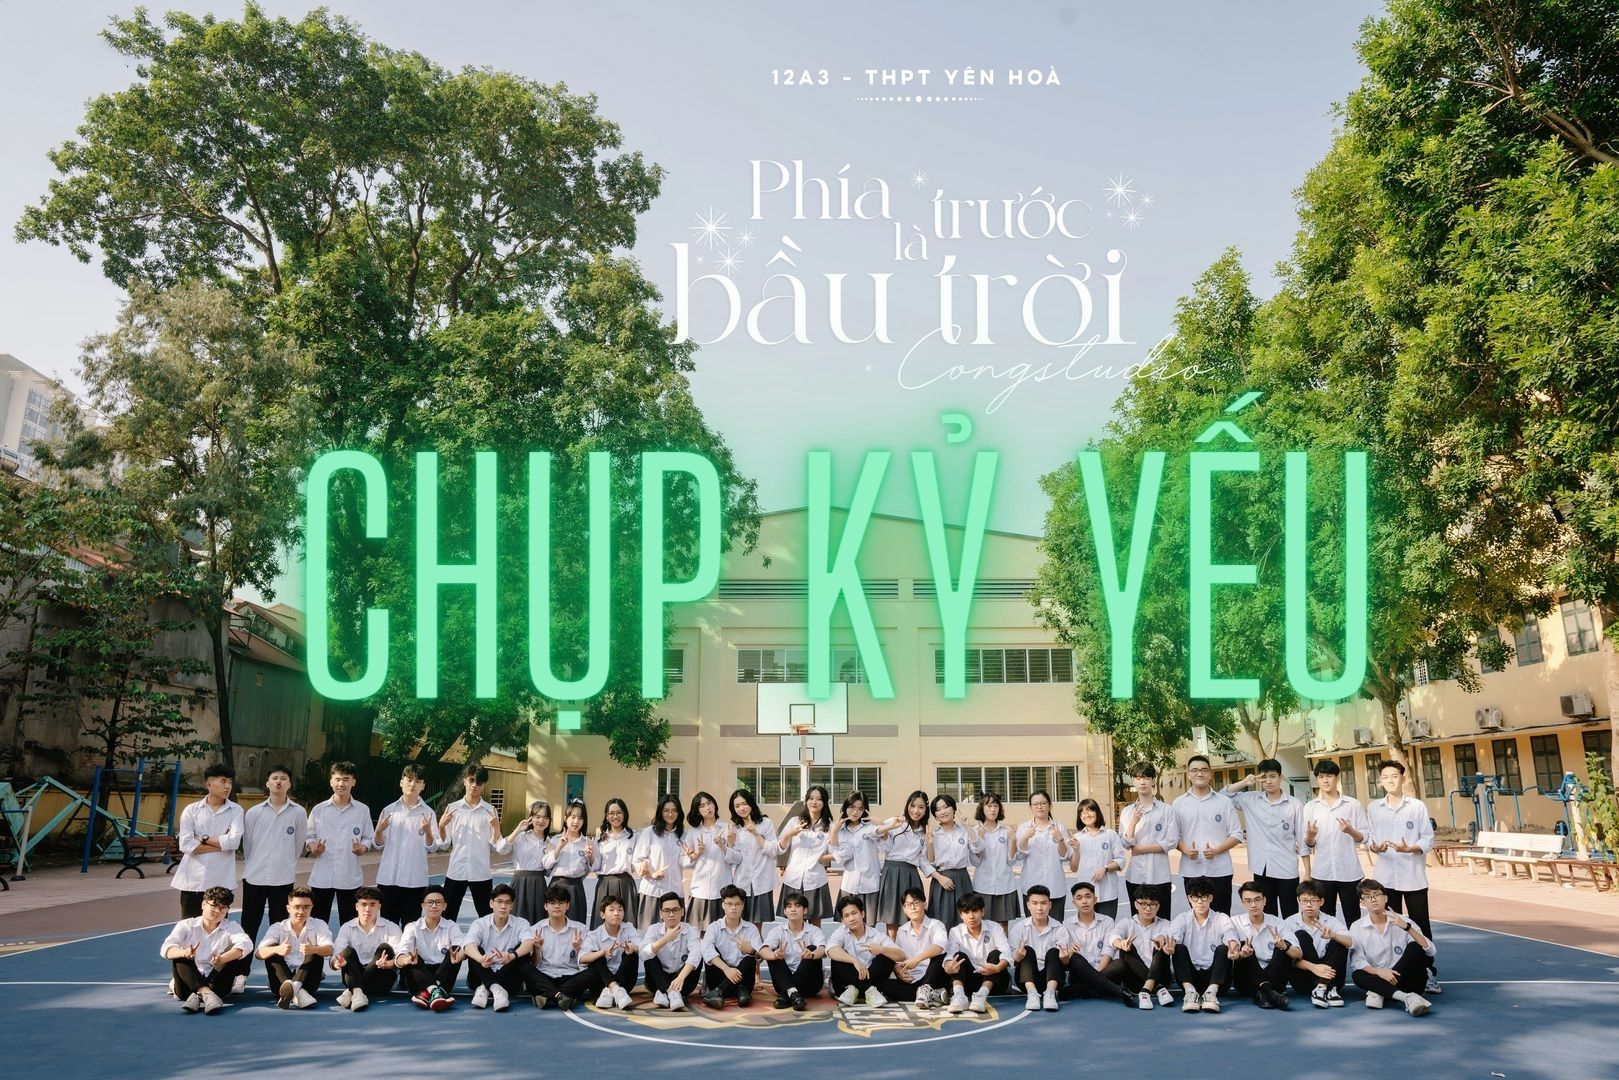 12A3 - THPT YÊN HOÀ
Phía trước
là
bầu trời
Congstudio
CHỤP KỶ YẾU